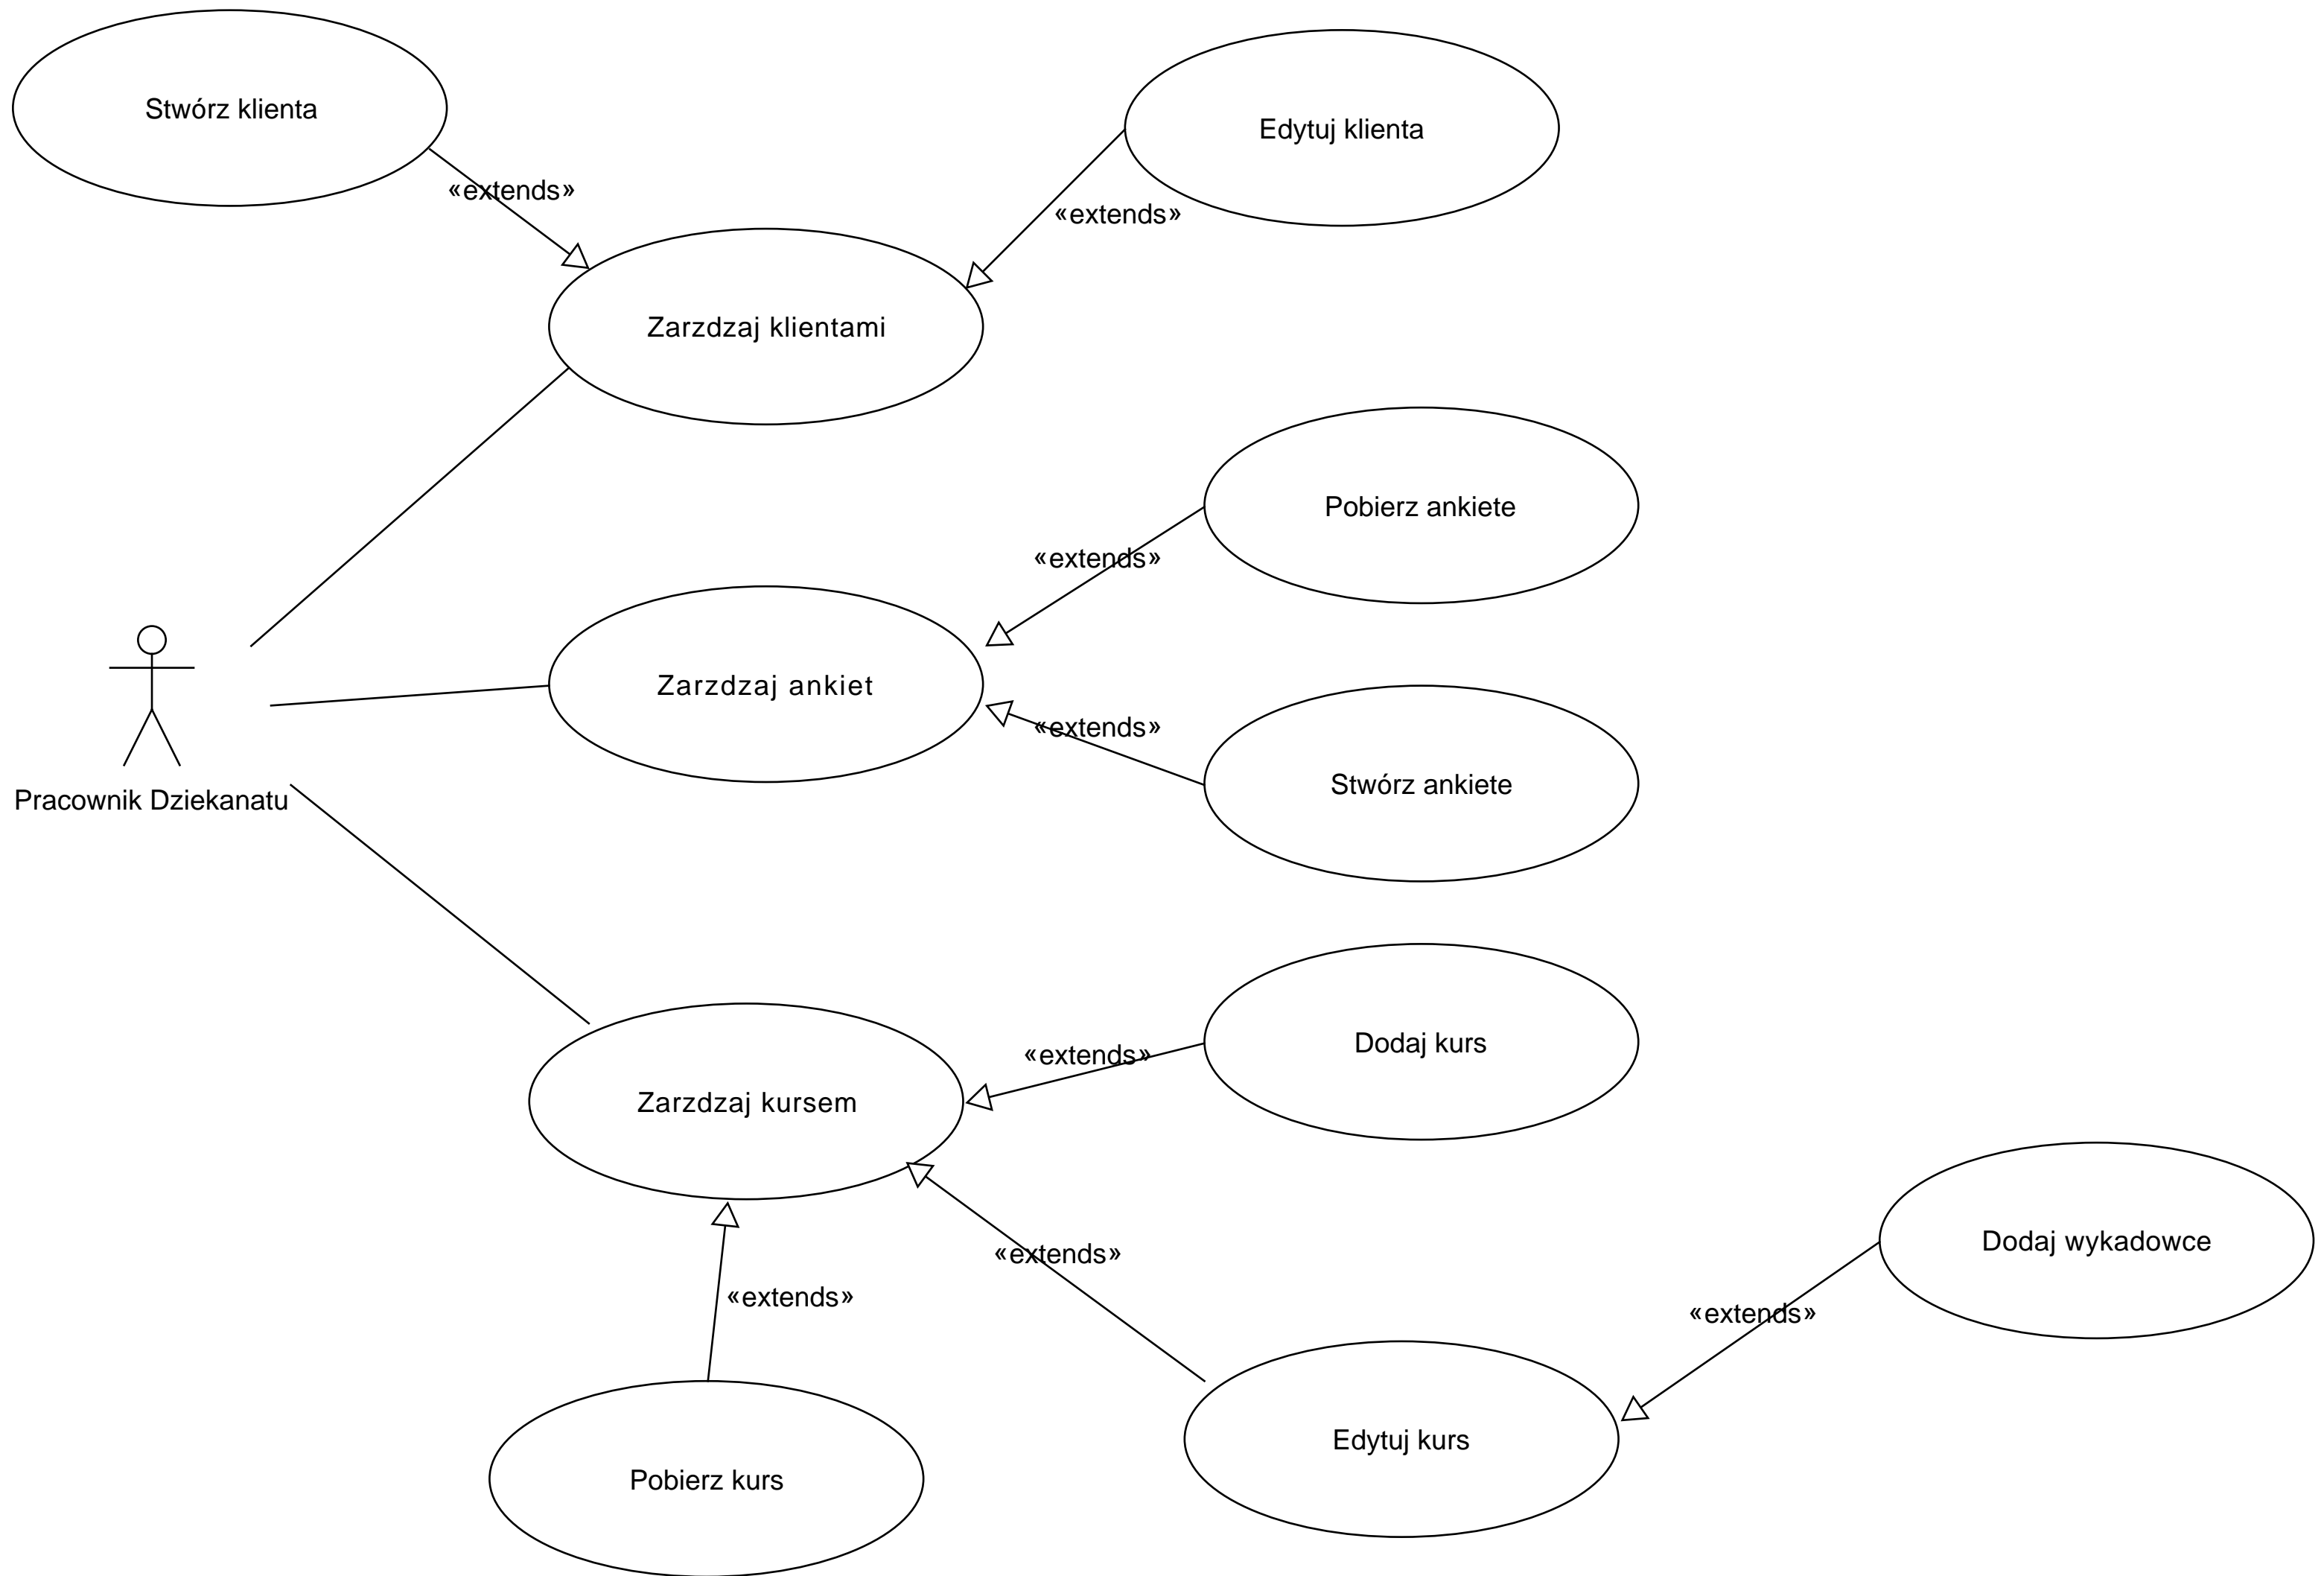 Stwórz klienta
Edytuj klienta
«extends»
«extends»
Zarzdzaj klientami
Pobierz ankiete
«extends»
Zarzdzaj ankiet
«extends»
Stwórz ankiete
Pracownik Dziekanatu
Dodaj kurs
«extends»
Zarzdzaj kursem
Dodaj wykadowce
«extends»
«extends»
«extends»
Edytuj kurs
Pobierz kurs